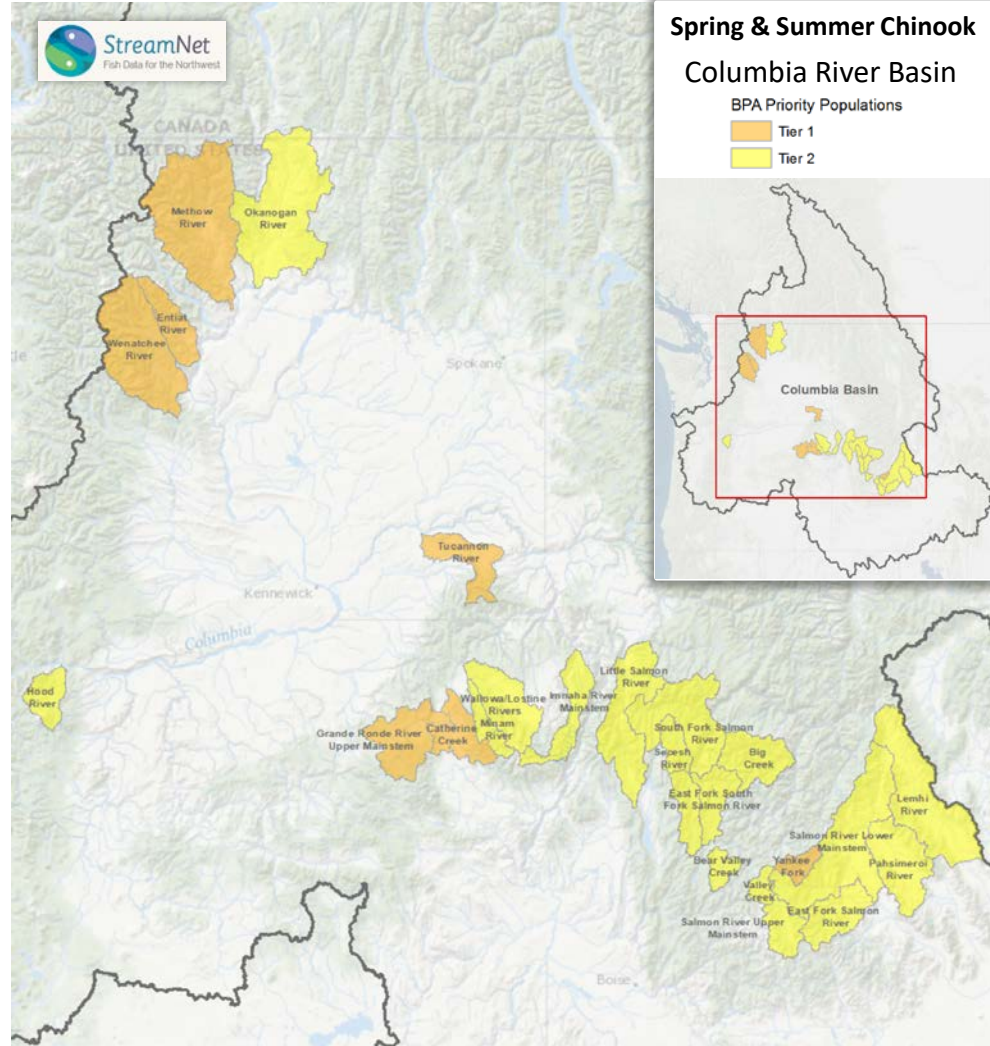 StreamNet
Fish Data for the Northwest
Spring & Summer Chinook
Columbia River Basin
BPA Priority Populations
Tier 1
Tier 2
Columbia Basin
CANADA
UNITED STATES
Methow
River
Okanogan
River
Entiat
River
Wenatchee
River
Spokane
Tucannon
River
Kennewick
Columbia
Hood
River
Grande Ronde River
Upper Mainstem
Catherine
Creek
Wallowa/Lostine
Rivers
Minam
River
Imnaha River
Mainstem
Little Salmon
River
South Fork Salmon
River
Secesh
River
Big
Creek
East Fork South
Fork Salmon River
Bear Valley
Creek
Valley
Creek
Yankee
Fork
Salmon River Lower
Mainstem
Lemhi
River
Pahsimeroi
River
Salmon River Upper
Mainstem
East Fork Salmon
River
Boise